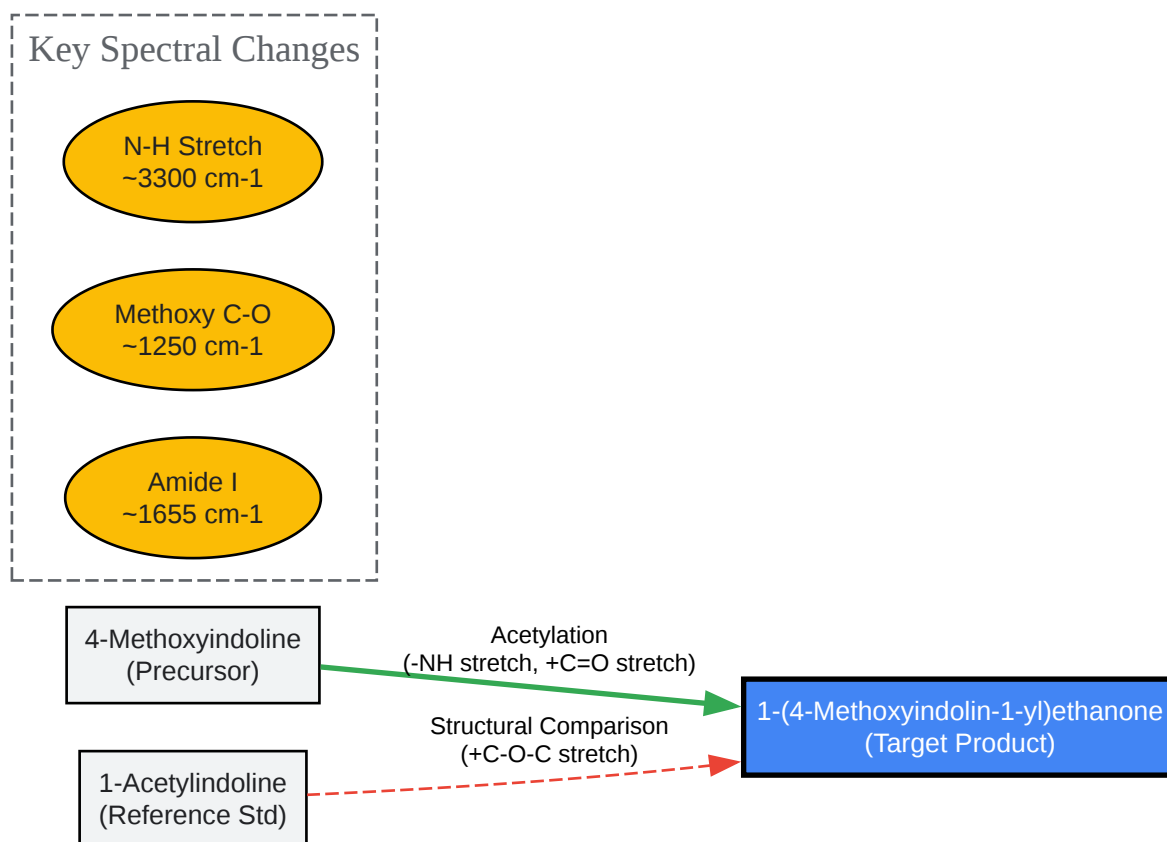 Key Spectral Changes
N-H Stretch
~3300 cm-1
Methoxy C-O
~1250 cm-1
Amide I
~1655 cm-1
4-Methoxyindoline
(Precursor)
Acetylation
(-NH stretch, +C=O stretch)
1-(4-Methoxyindolin-1-yl)ethanone
(Target Product)
Structural Comparison
(+C-O-C stretch)
1-Acetylindoline
(Reference Std)